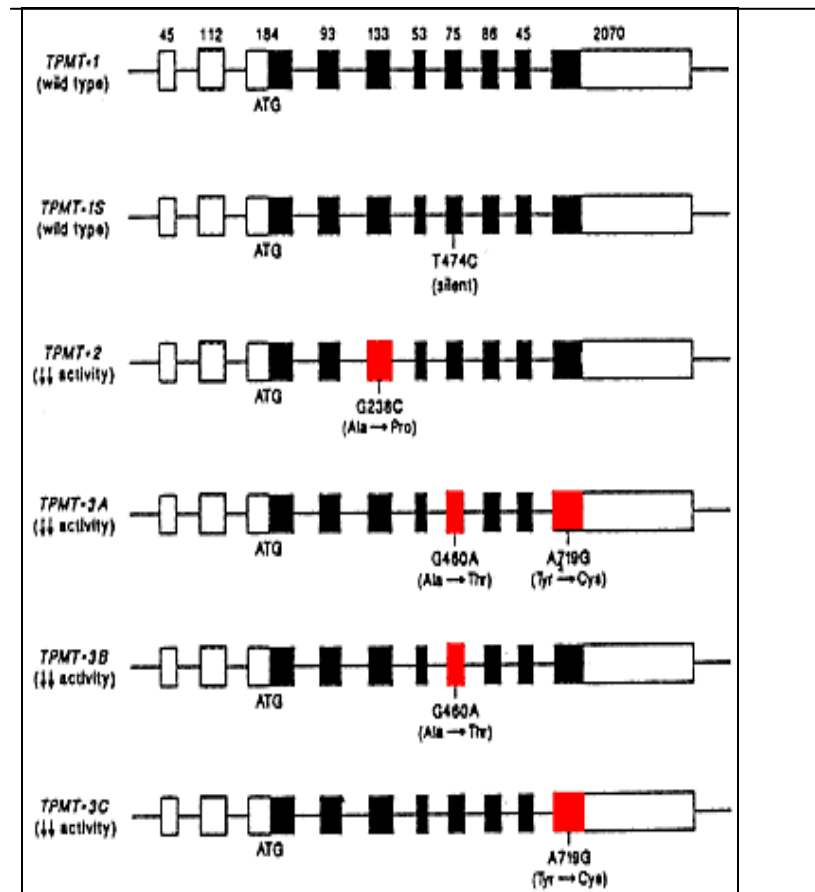 45 112 184 93 133 53 75 86 45 2070
TPMT*1
(wild type)
ATG
TPMT*1S
(wild type)
ATG
T474C
(silent)
TPMT*2
(↓↓ activity)
ATG
G238C
(Ala → Pro)
TPMT*3A
(↓↓ activity)
ATG
G460A
(Ala → Thr)
A719G
(Tyr → Cys)
TPMT*3B
(↓↓ activity)
ATG
G460A
(Ala → Thr)
TPMT*3C
(↓↓ activity)
ATG
A719G
(Tyr → Cys)